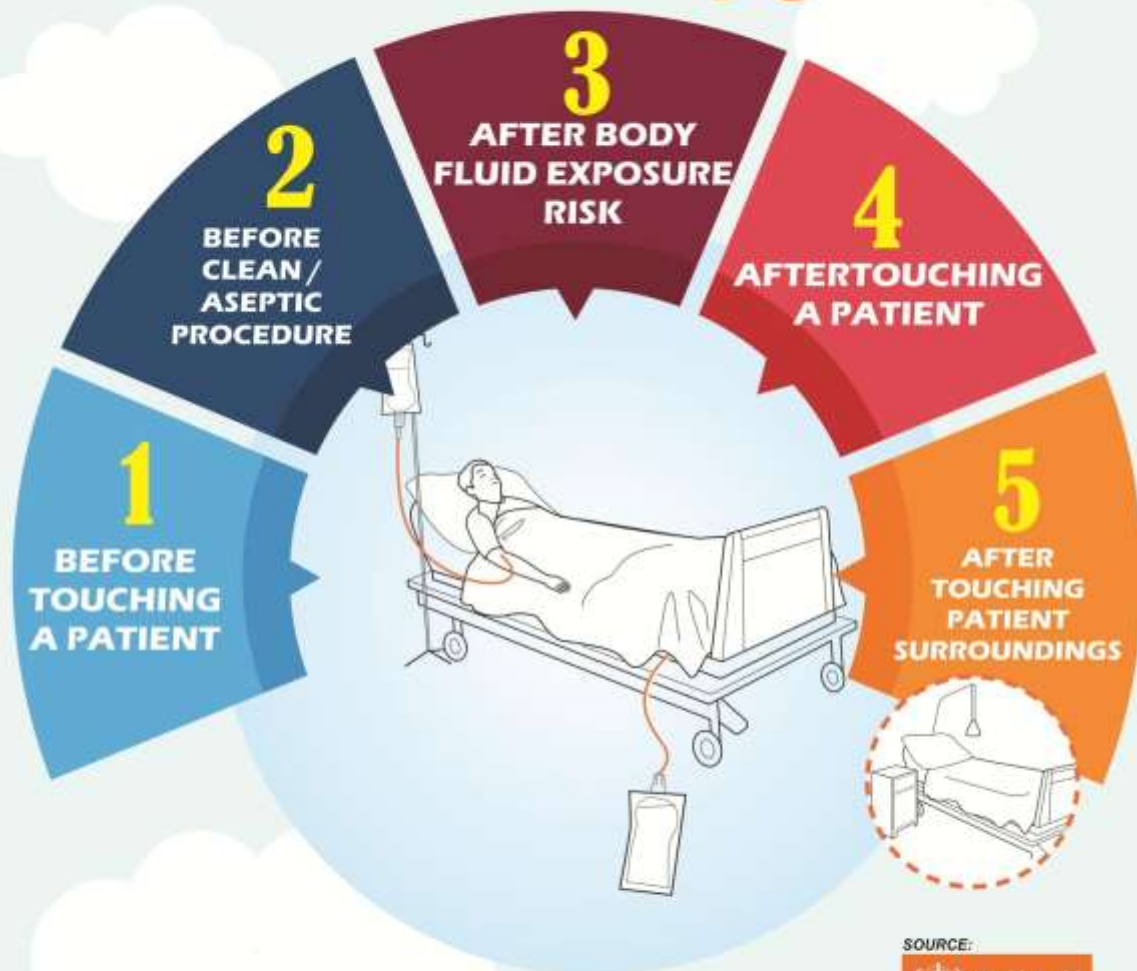 1
BEFORE
TOUCHING
A PATIENT
2
BEFORE
CLEAN /
ASEPTIC
PROCEDURE
3
AFTER BODY
FLUID EXPOSURE
RISK
4
AFTERTOUCHING
A PATIENT
5
AFTER
TOUCHING
PATIENT
SURROUNDINGS
SOURCE: